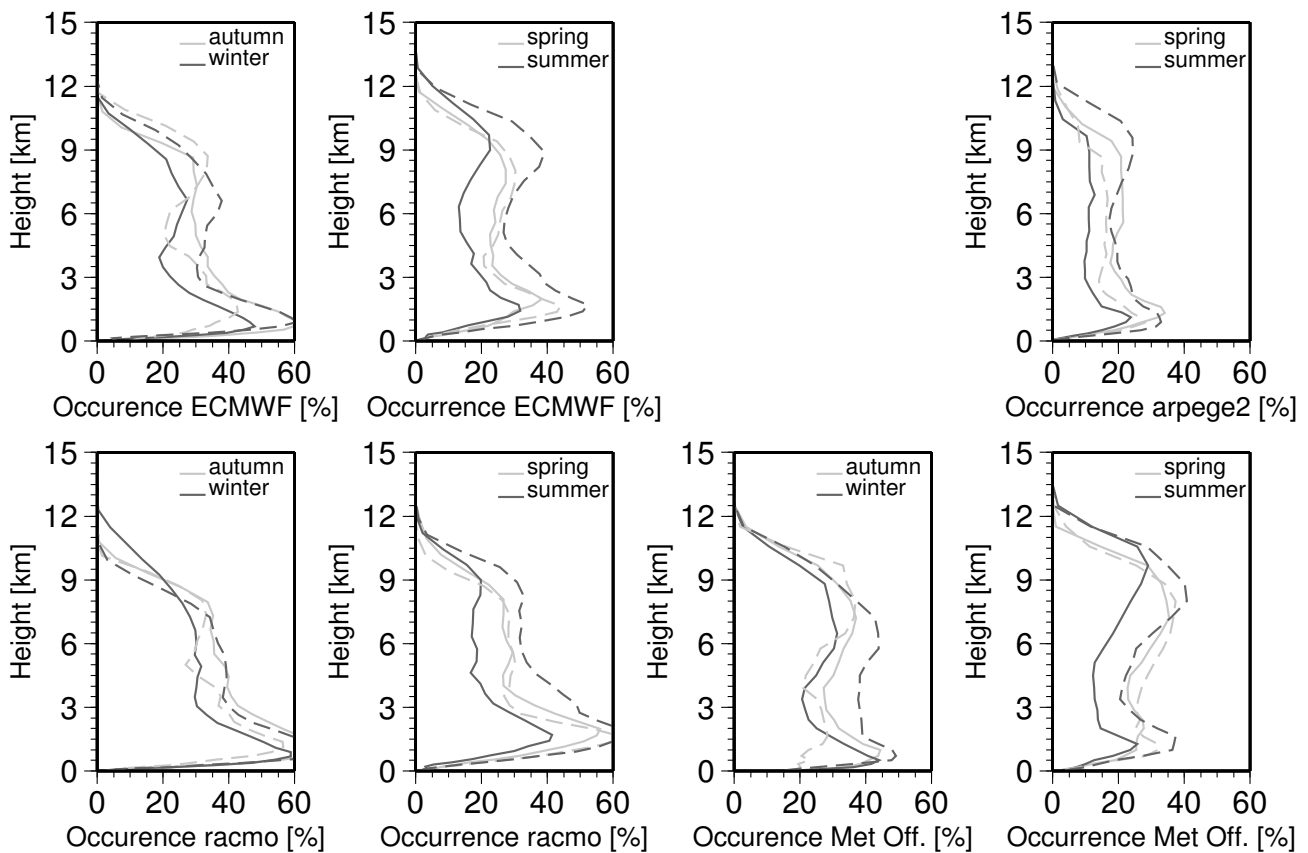 15
12
9
6
3
0
Height [km]
autumn
winter
0 20 40 60
Occurence ECMWF [%]
15
12
9
6
3
0
Height [km]
spring
summer
0 20 40 60
Occurrence ECMWF [%]
15
12
9
6
3
0
Height [km]
spring
summer
0 20 40 60
Occurrence arpege2 [%]
15
12
9
6
3
0
Height [km]
autumn
winter
0 20 40 60
Occurence racmo [%]
15
12
9
6
3
0
Height [km]
spring
summer
0 20 40 60
Occurrence racmo [%]
15
12
9
6
3
0
Height [km]
autumn
winter
0 20 40 60
Occurence Met Off. [%]
15
12
9
6
3
0
Height [km]
spring
summer
0 20 40 60
Occurrence Met Off. [%]